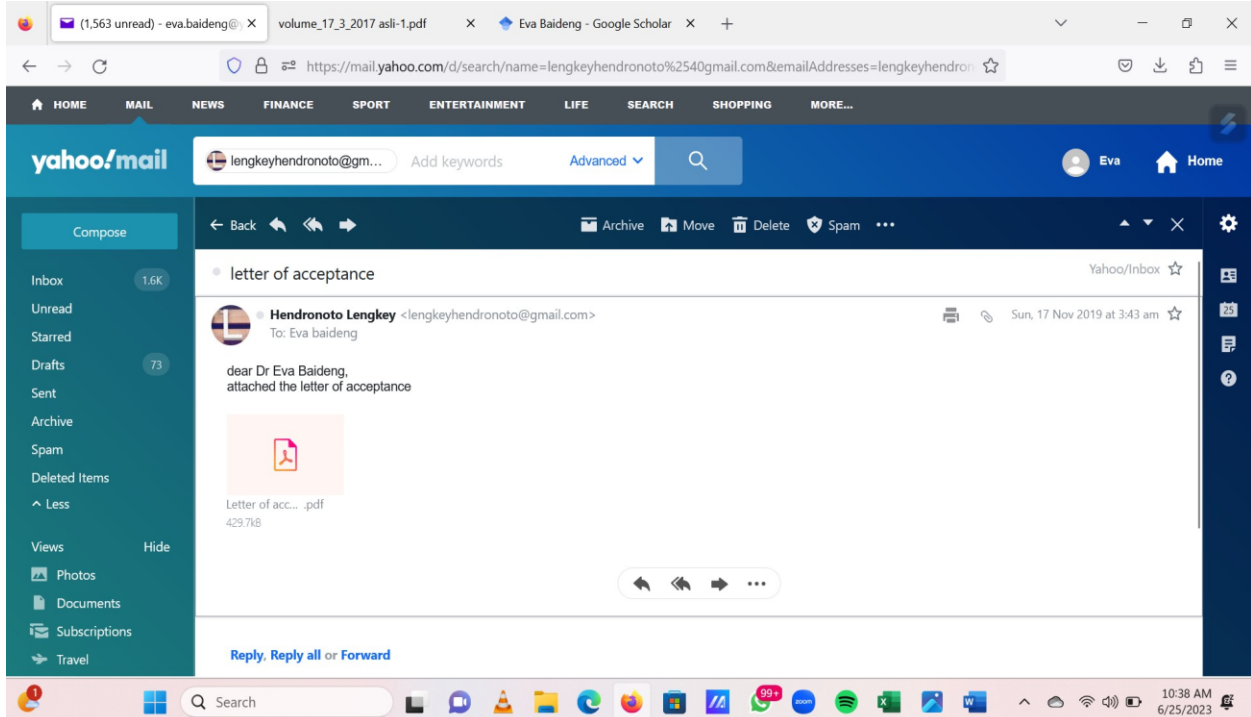 (1,563 unread) - eva.baideng@y
volume_17_3_2017 asli-1.pdf
Eva Baideng - Google Scholar
https://mail.yahoo.com/d/search/name=lengkeyhendronoto%2540gmail.com&emailAddresses=lengkeyhendron
HOME MAIL NEWS FINANCE SPORT ENTERTAINMENT LIFE SEARCH SHOPPING MORE...
yahoo!mail
lengkeyhendronoto@gm... Add keywords Advanced
Eva Home
Compose
Back Archive Move Delete Spam
letter of acceptance Yahoo/Inbox
Inbox 1.6K
Unread
Starred
Drafts 73
Sent
Archive
Spam
Deleted Items
Less
Views Hide
Photos
Documents
Subscriptions
Travel
L
Hendronoto Lengkey <lengkeyhendronoto@gmail.com> Sun, 17 Nov 2019 at 3:43 am
To: Eva baideng
dear Dr Eva Baideng,
attached the letter of acceptance
Letter of acc... .pdf
429.7kB
Reply, Reply all or Forward
25
1
Search
99+
zoom
10:38 AM
6/25/2023